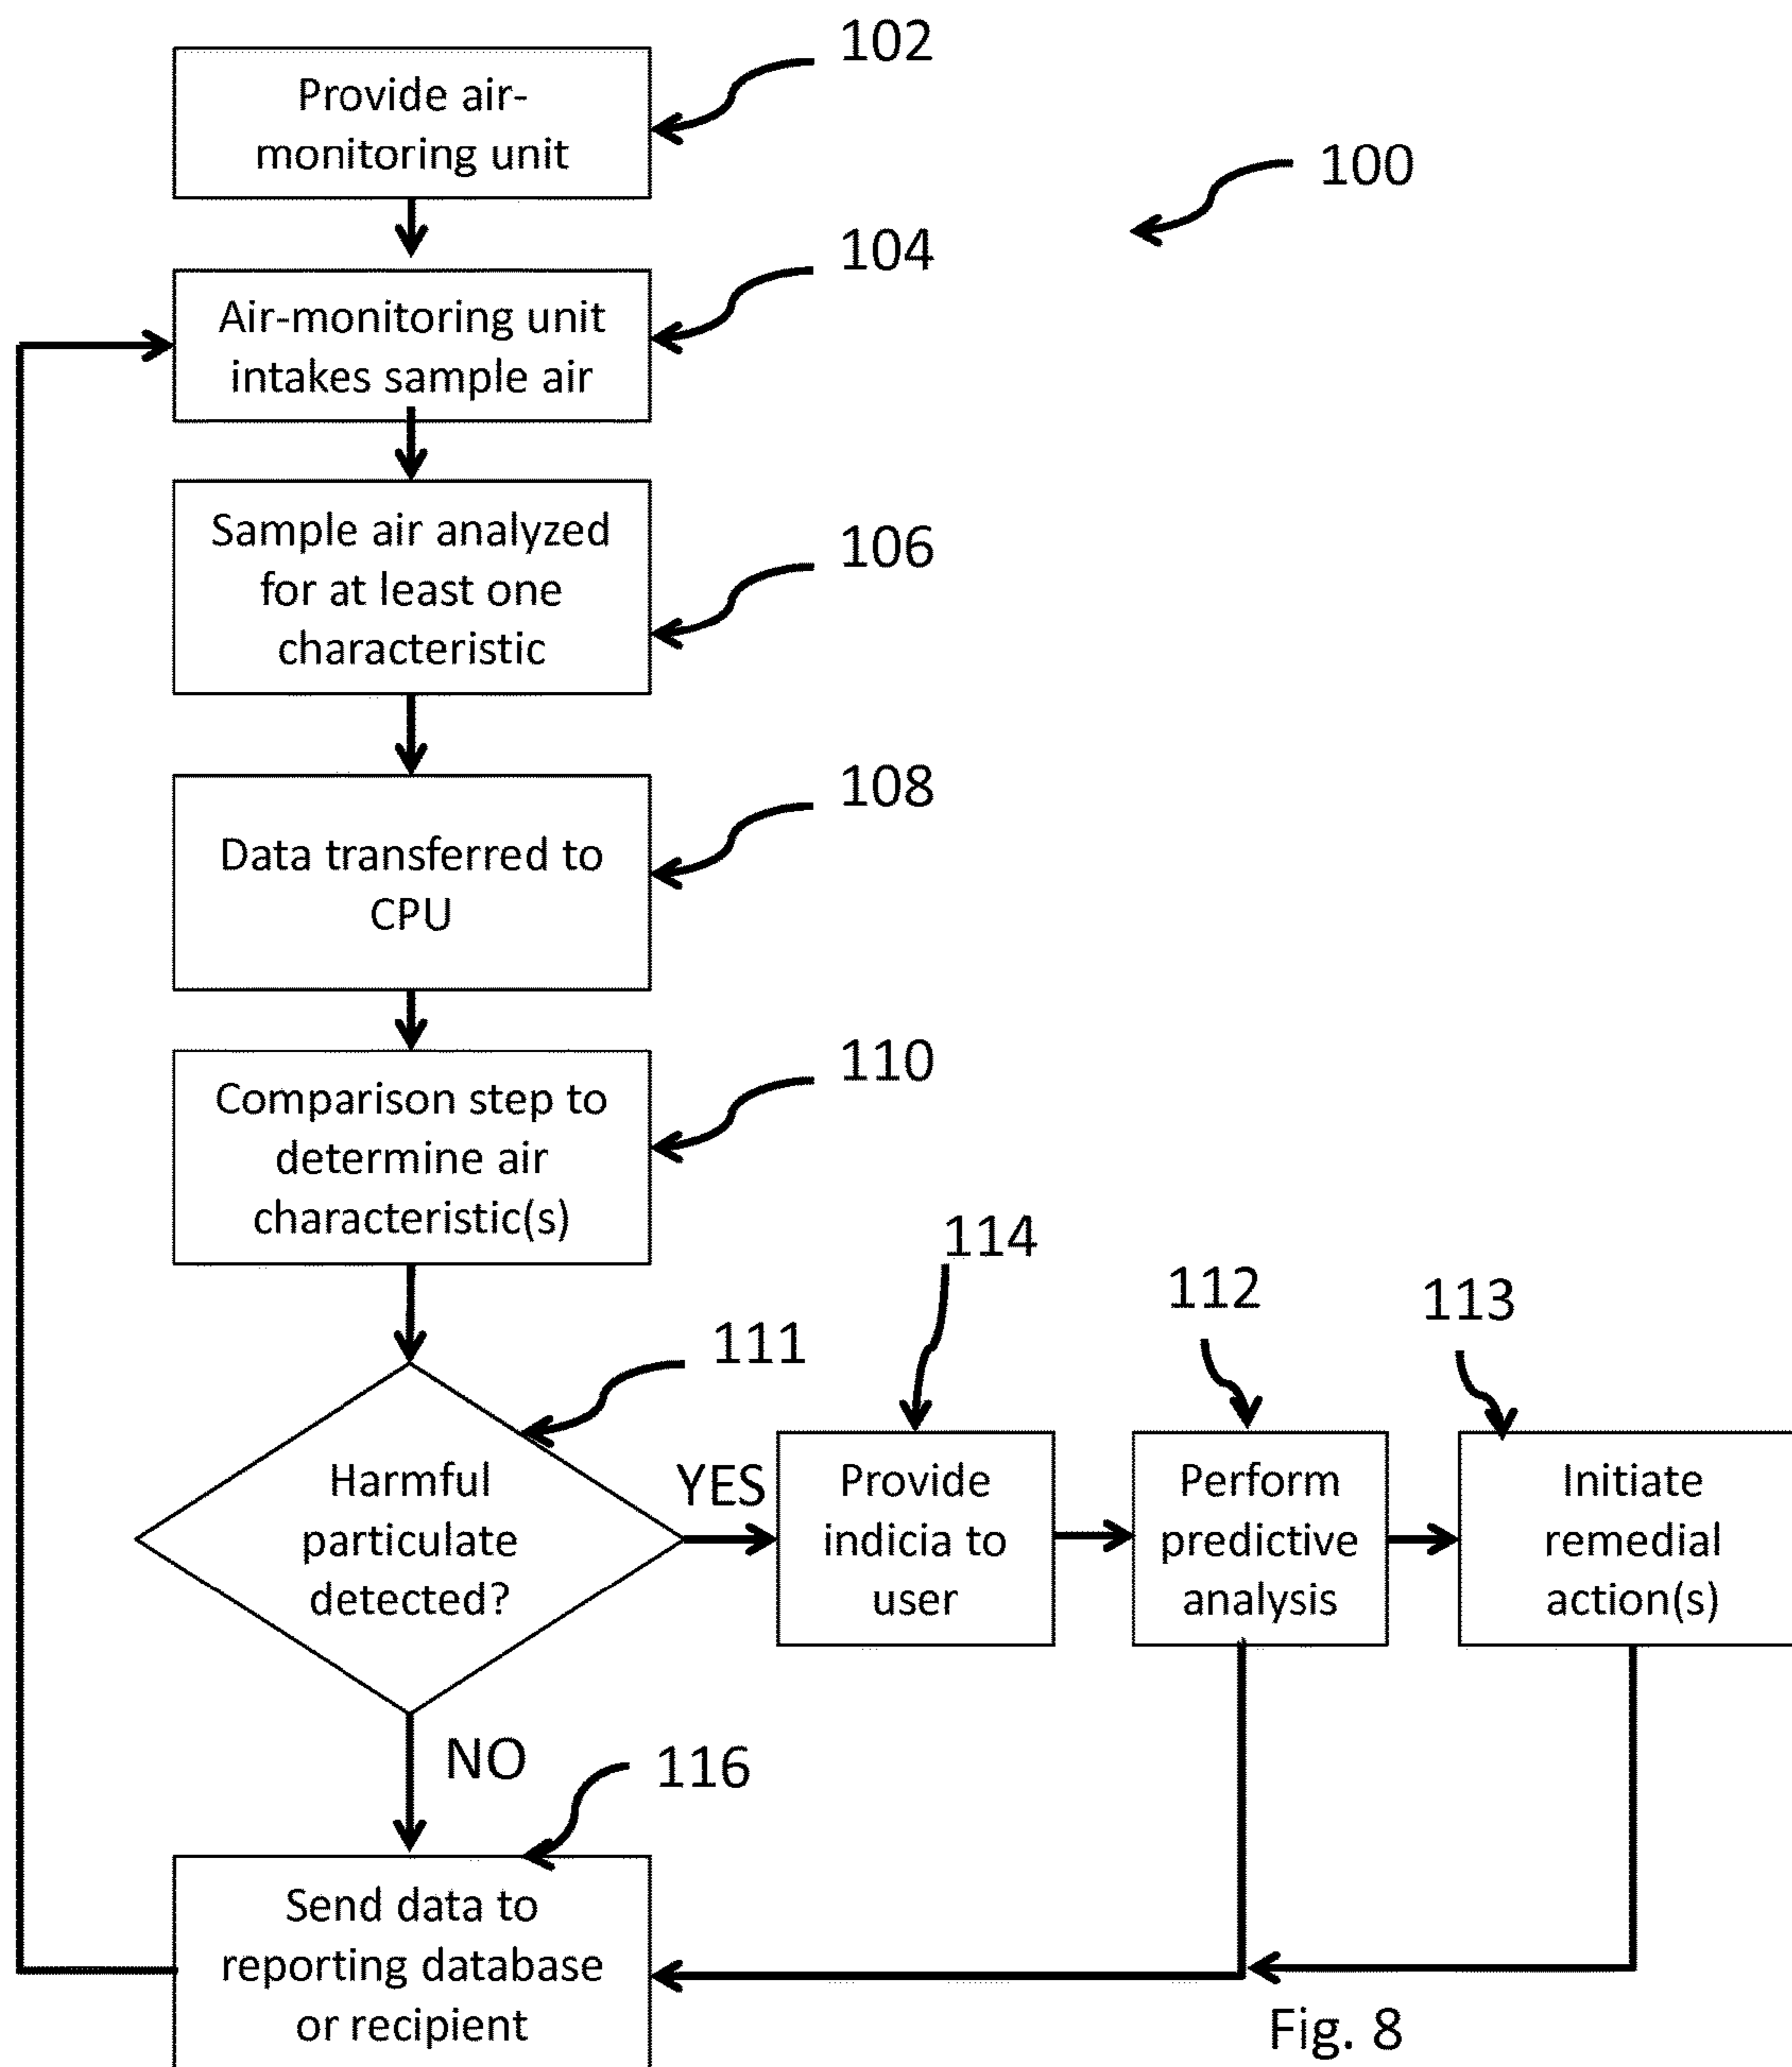 102
Provide air-
monitoring unit
100
104
Air-monitoring unit
intakes sample air
106
Sample air analyzed
for at least one
characteristic
108
Data transferred to
CPU
110
Comparison step to
determine air
characteristic(s)
111
Harmful
particulate
detected?
YES
114
Provide
indicia to
user
112
Perform
predictive
analysis
113
Initiate
remedial
action(s)
NO
116
Send data to
reporting database
or recipient
Fig. 8